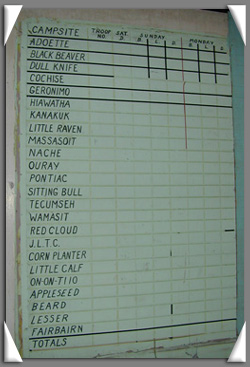 CAMPSITE TROOP NO. SAT. D. SUNDAY B. L. D. MONDAY B. L. D.
ADOETTE
BLACK BEAVER
DULL KNIFE
COCHISE
GERONIMO
HIAWATHA
KANAKUK
LITTLE RAVEN
MASSASOIT
NACHE
OURAY
PONTIAC
SITTING BULL
TECUMSEH
WAMASIT
RED CLOUD
J.L.T.C.
CORN PLANTER
LITTLE CALF
ON-ON-TI10
APPLESEED
BEARD
LESSER
FAIRBAIRN
TOTALS